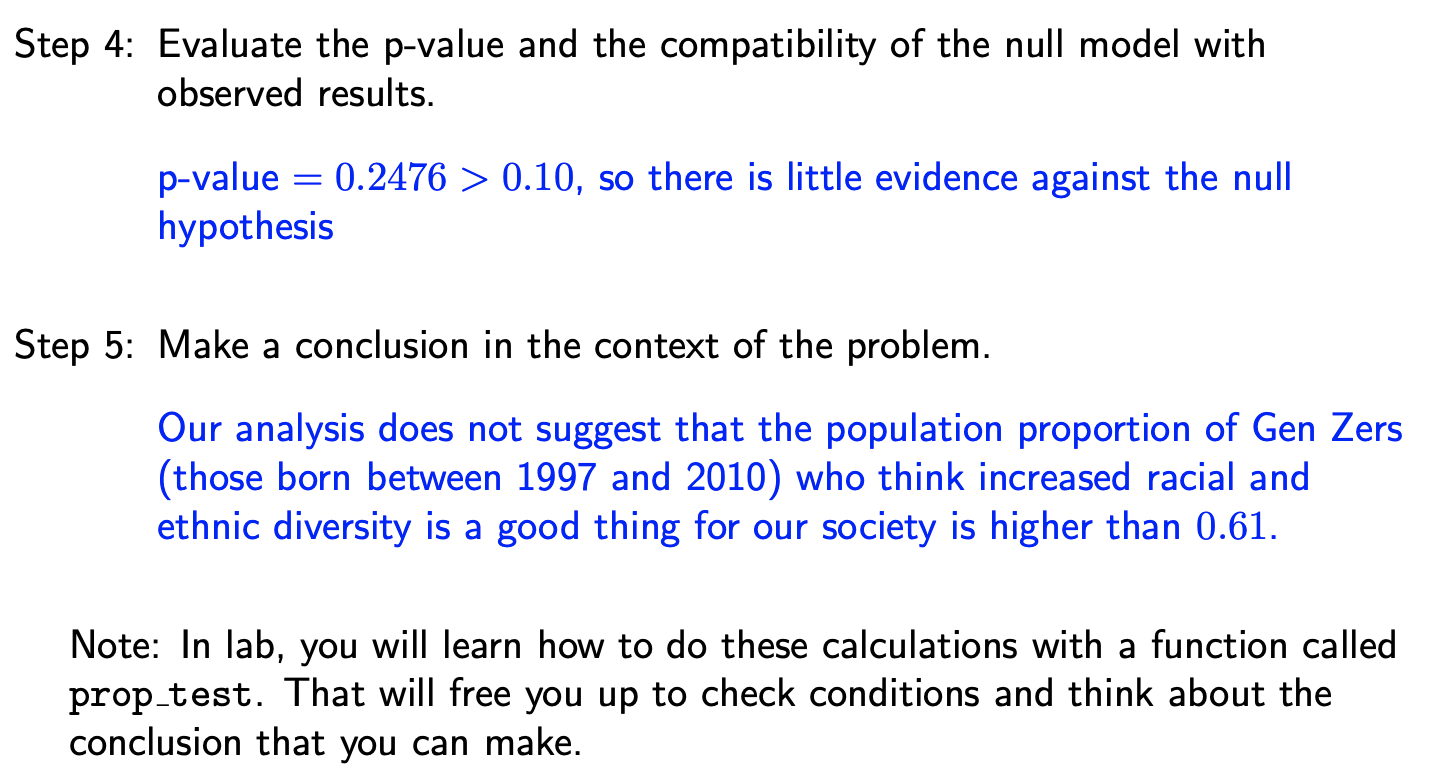 Step 4: Evaluate the p-value and the compatibility of the null model with
observed results.
p-value = 0.2476 > 0.10, so there is little evidence against the null
hypothesis
Step 5: Make a conclusion in the context of the problem.
Our analysis does not suggest that the population proportion of Gen Zers
(those born between 1997 and 2010) who think increased racial and
ethnic diversity is a good thing for our society is higher than 0.61.
Note: In lab, you will learn how to do these calculations with a function called
prop_test. That will free you up to check conditions and think about the
conclusion that you can make.